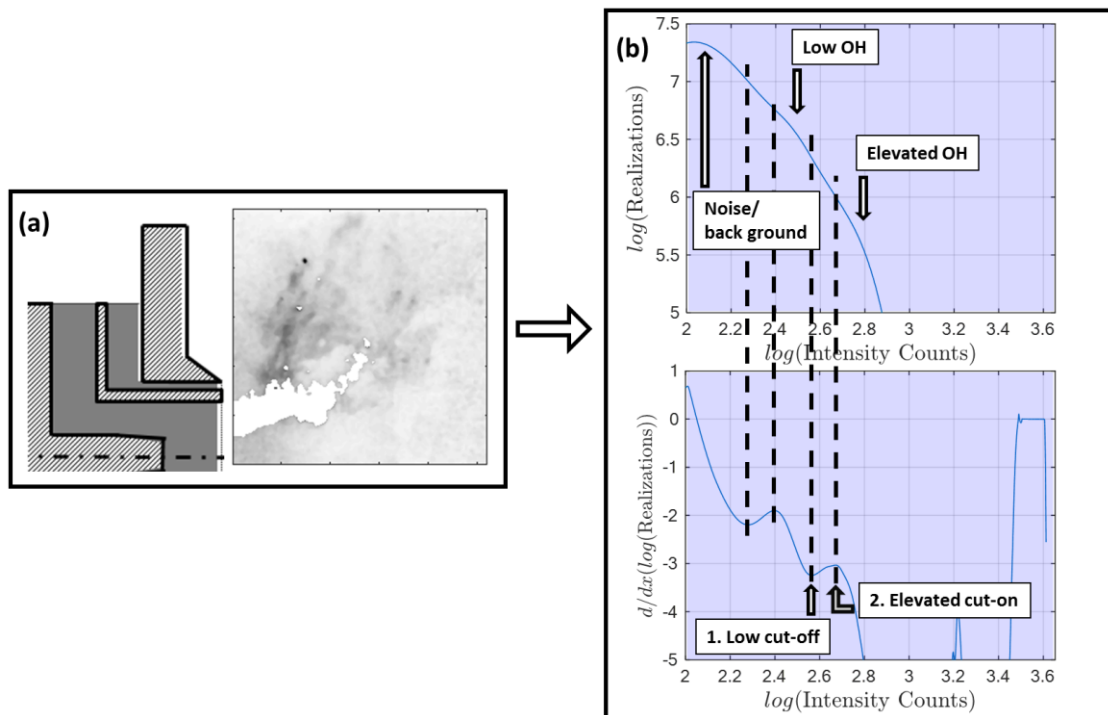 (a)
(b)
7.5
7
6.5
6
5.5
5
log(Realizations)
Low OH
Elevated OH
Noise/
back ground
2 2.2 2.4 2.6 2.8 3 3.2 3.4 3.6
log(Intensity Counts)
0
-1
-2
-3
-4
-5
d/dx(log(Realizations))
2. Elevated cut-on
1. Low cut-off
2 2.2 2.4 2.6 2.8 3 3.2 3.4 3.6
log(Intensity Counts)